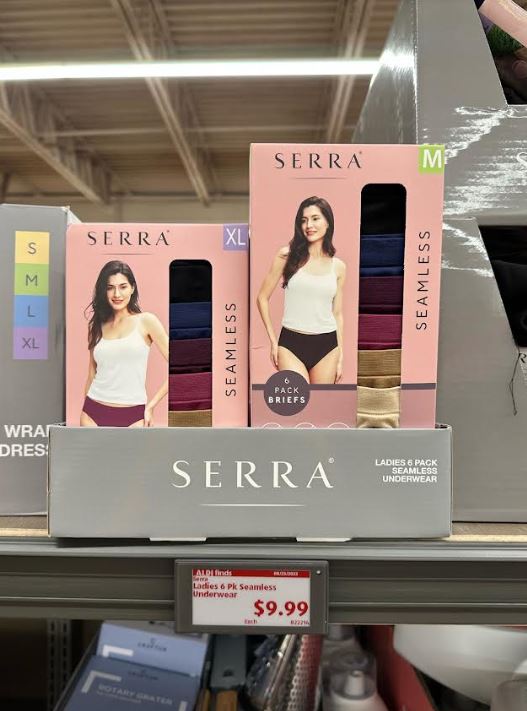 SERRA®
M
SERRA®
XL
SEAMLESS
SEAMLESS
6
PACK
BRIEFS
S
M
L
XL
WRAP
DRESS
SERRA®
LADIES 6 PACK
SEAMLESS
UNDERWEAR
ALDI finds
Serra
Ladies 6 Pk Seamless
Underwear
$9.99
Each
CRAFTON
ROTARY GRATER